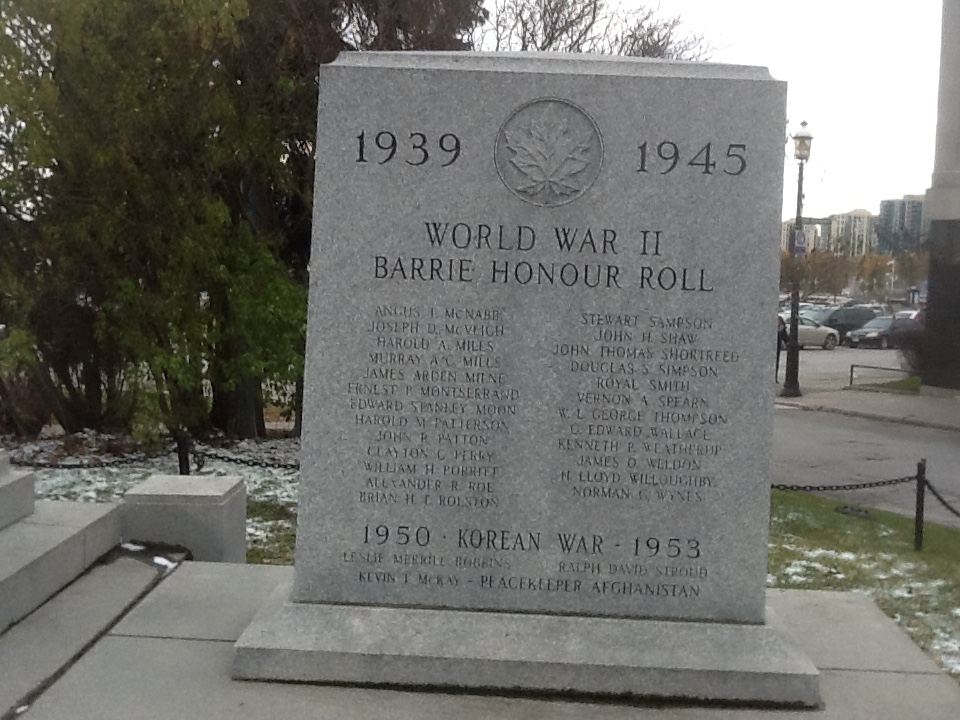 1939 1945
WORLD WAR II
BARRIE HONOUR ROLL
ANGUS J. McNABB
JOSEPH D. McVEIGH
HAROLD A. MILLS
MURRAY A. C. MILLS
JAMES ARDEN MILNE
ERNEST P. MONTSERRAND
EDWARD STANLEY MOON
HAROLD M. PATTERSON
JOHN R. PATTON
CLAYTON C. PERRY
WILLIAM H. PORRITT
ALEXANDER R. ROE
BRIAN H. T. ROLSTON
STEWART SAMPSON
JOHN H. SHAW
JOHN THOMAS SHORTREED
DOUGLAS S. SIMPSON
ROYAL SMITH
VERNON A. SPEARN
W. L. GEORGE THOMPSON
C. EDWARD WALLACE
KENNETH P. WEATHERUP
JAMES O. WELDON
H. LLOYD WILLOUGHBY
NORMAN C. WYNES
1950 · KOREAN WAR · 1953
LESLIE MERRILE ROBBINS RALPH DAVID STROUD
KEVIN T. McKAY - PEACEKEEPER AFGHANISTAN